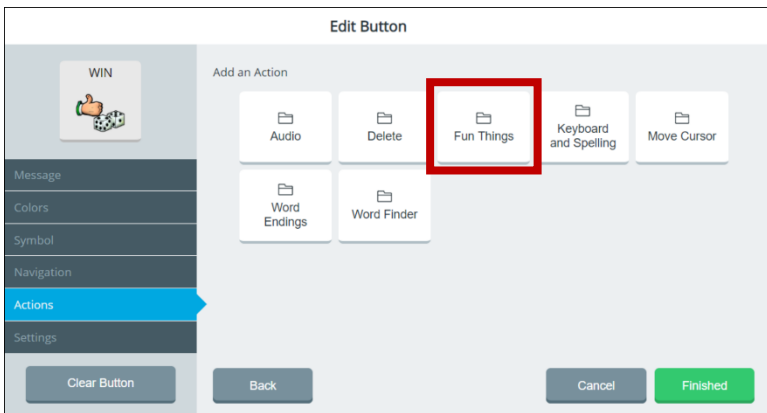 Edit Button
WIN
Message
Colors
Symbol
Navigation
Actions
Settings
Clear Button
Add an Action
Audio
Delete
Fun Things
Keyboard
and Spelling
Move Cursor
Word
Endings
Word Finder
Back
Cancel
Finished